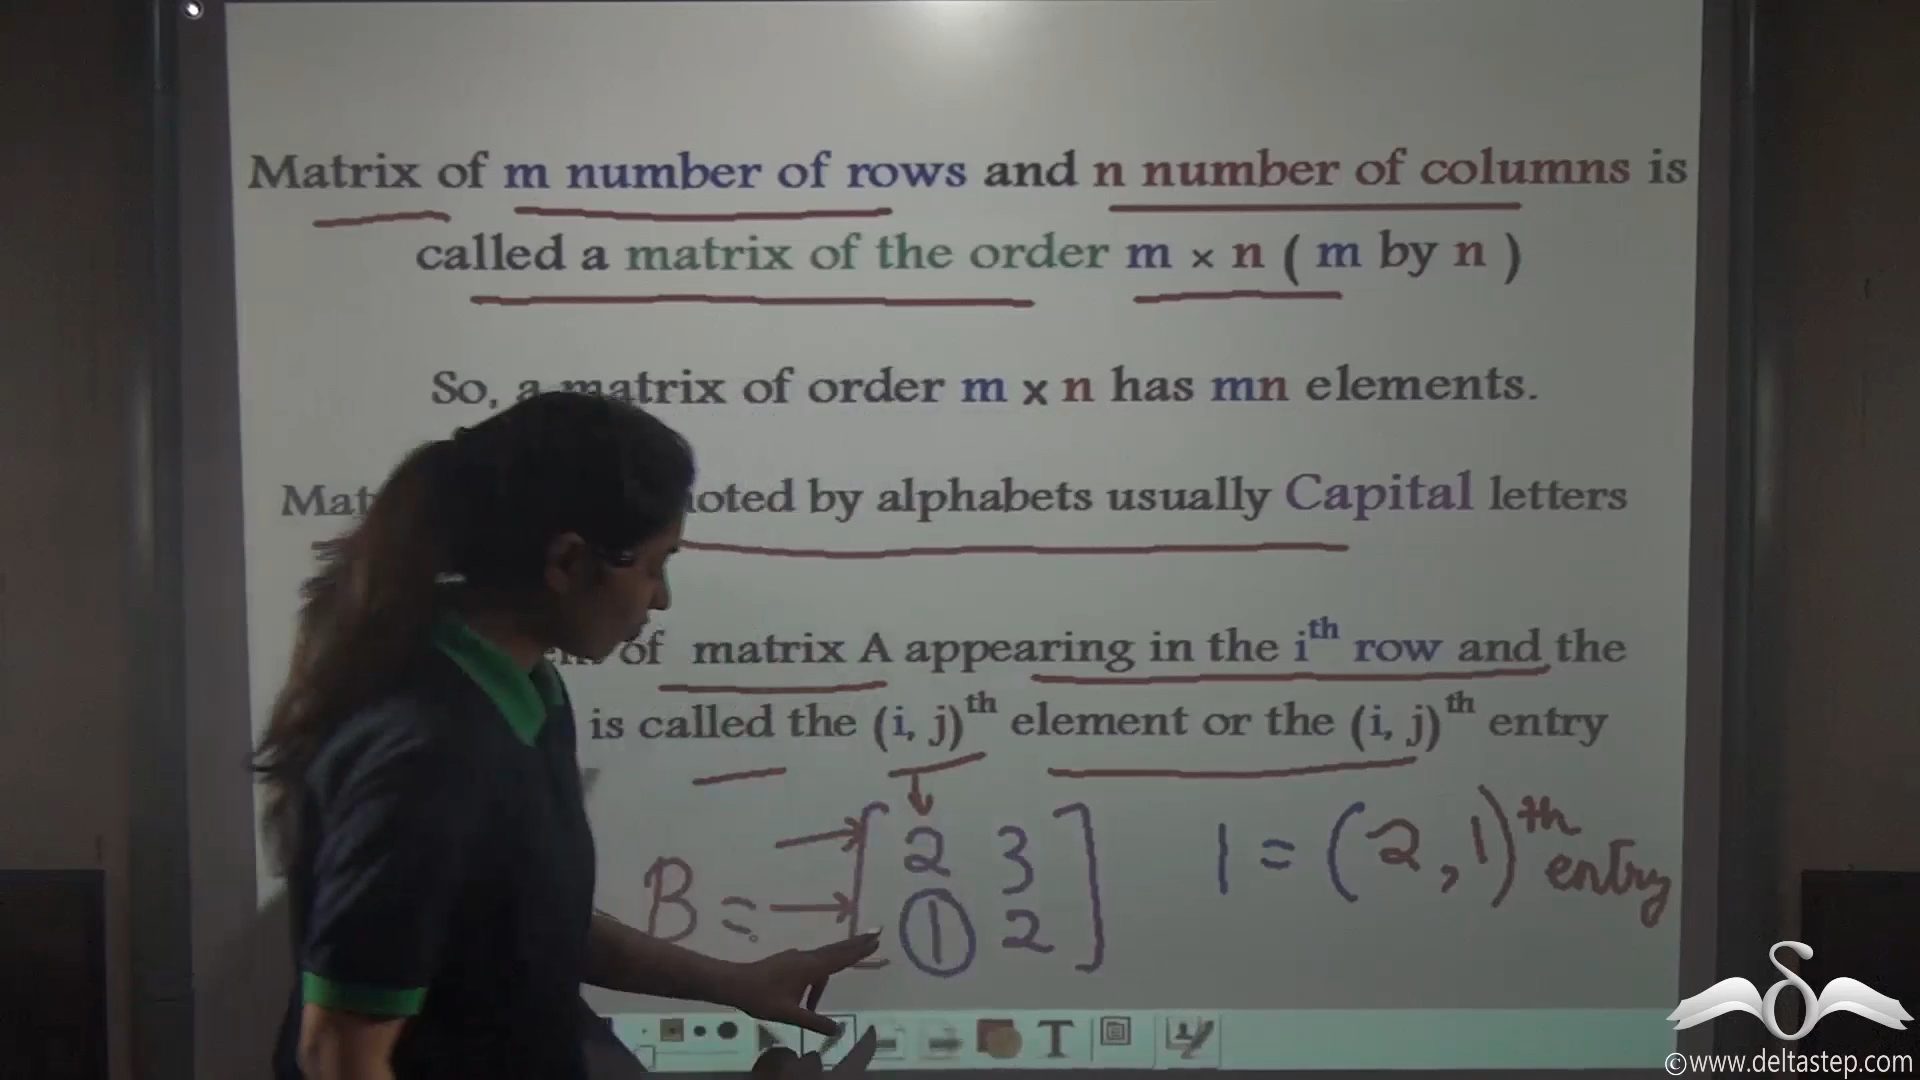 Matrix of m number of rows and n number of columns is
called a matrix of the order m × n ( m by n )
So, a matrix of order m x n has mn elements.
by alphabets usually Capital letters
of matrix A appearing in the iᵗʰ row and the
is called the (i, j)ᵗʰ element or the (i, j)ᵗʰ entry
B = [ 2 3 ] 1 = (2, 1)ᵗʰ entry
1 2
T
©www.deltastep.com